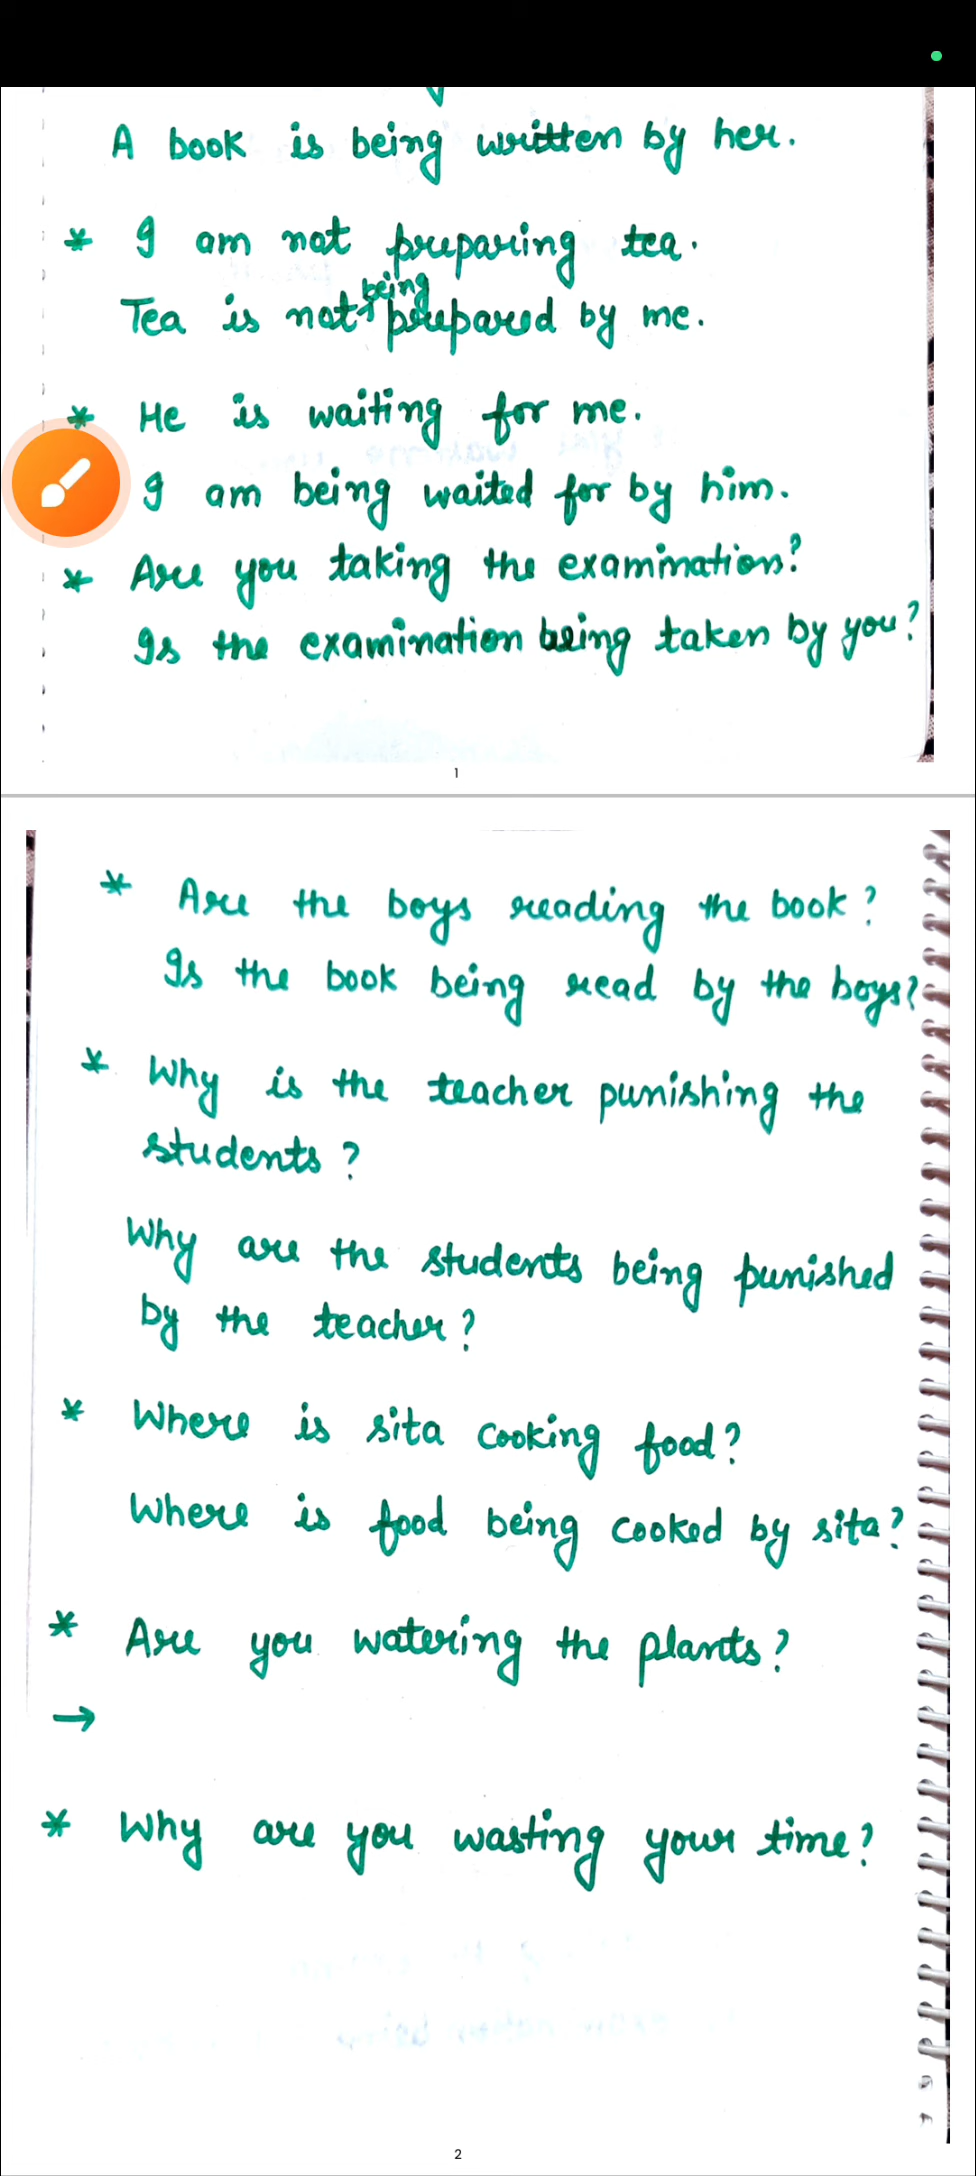 A book is being written by her.
* I am not preparing tea.
being
Tea is not prepared by me.
* He is waiting for me.
I am being waited for by him.
* Are you taking the examination?
Is the examination being taken by you?
1
* Are the boys reading the book?
Is the book being read by the boys?
* Why is the teacher punishing the
students?
Why are the students being punished
by the teacher?
* Where is sita cooking food?
Where is food being cooked by sita?
* Are you watering the plants?
→
* Why are you wasting your time?
2